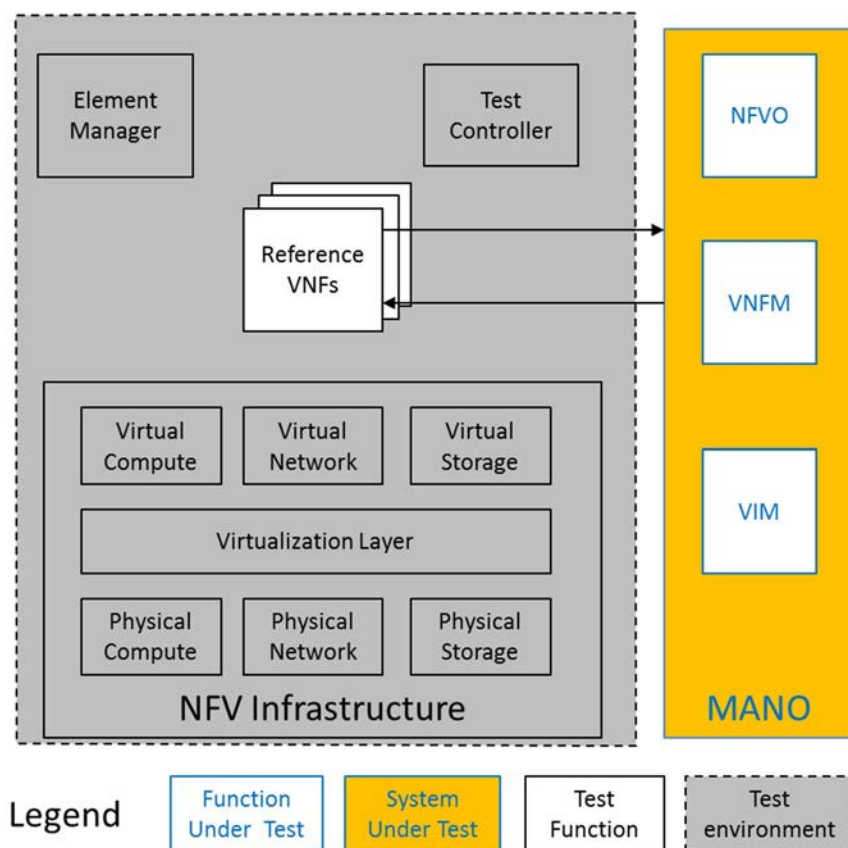 Element
Manager
Test
Controller
NFVO
Reference
VNFs
VNFM
Virtual
Compute
Virtual
Network
Virtual
Storage
VIM
Virtualization Layer
Physical
Compute
Physical
Network
Physical
Storage
NFV Infrastructure
MANO
Legend
Function
Under Test
System
Under Test
Test
Function
Test
environment